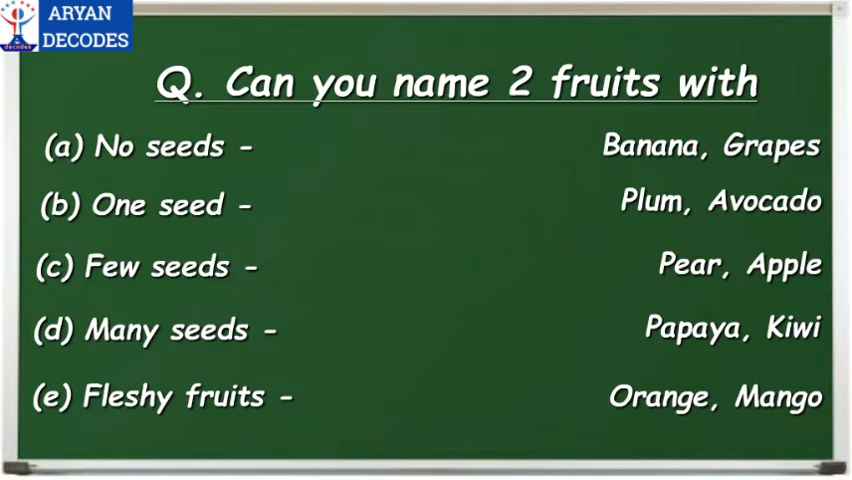 ARYAN
DECODES
decodes
Q. Can you name 2 fruits with
(a) No seeds - Banana, Grapes
(b) One seed - Plum, Avocado
(c) Few seeds - Pear, Apple
(d) Many seeds - Papaya, Kiwi
(e) Fleshy fruits - Orange, Mango